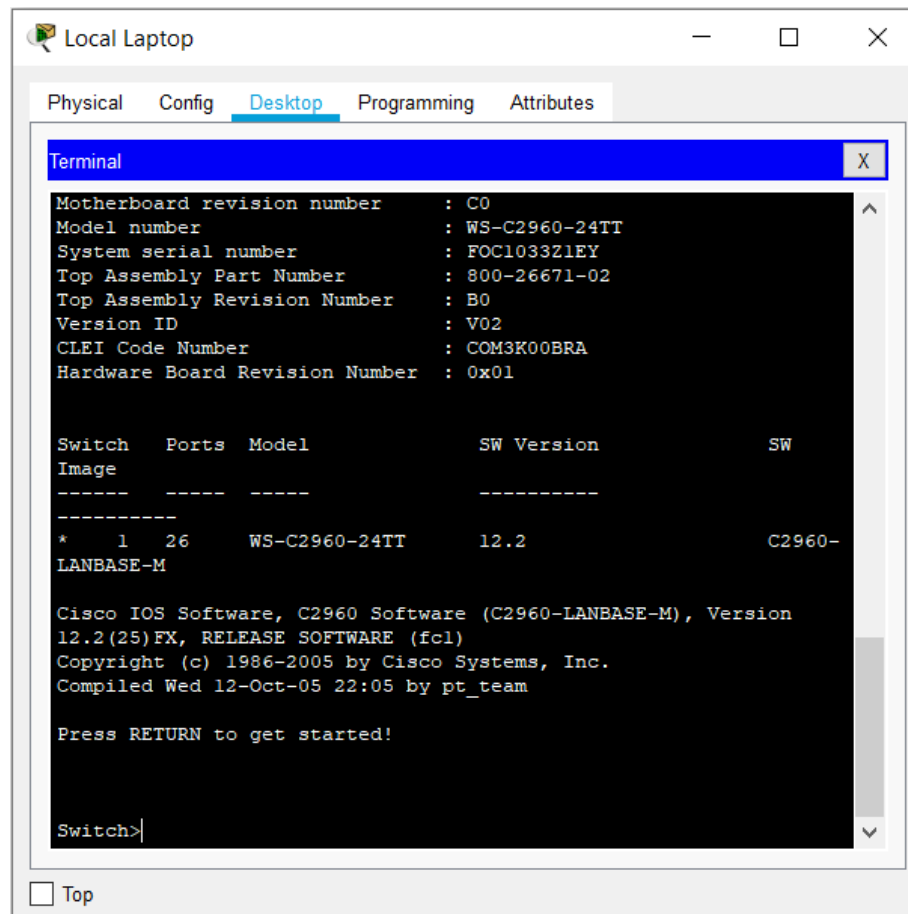 Local Laptop
Physical Config Desktop Programming Attributes
Terminal X
Motherboard revision number : C0
Model number : WS-C2960-24TT
System serial number : FOC1033Z1EY
Top Assembly Part Number : 800-26671-02
Top Assembly Revision Number : B0
Version ID : V02
CLEI Code Number : COM3K00BRA
Hardware Board Revision Number : 0x01
Switch Ports Model SW Version SW
Image
------ ----- ----- ----------
----------
* 1 26 WS-C2960-24TT 12.2 C2960-
LANBASE-M
Cisco IOS Software, C2960 Software (C2960-LANBASE-M), Version
12.2(25)FX, RELEASE SOFTWARE (fc1)
Copyright (c) 1986-2005 by Cisco Systems, Inc.
Compiled Wed 12-Oct-05 22:05 by pt_team
Press RETURN to get started!
Switch>
Top